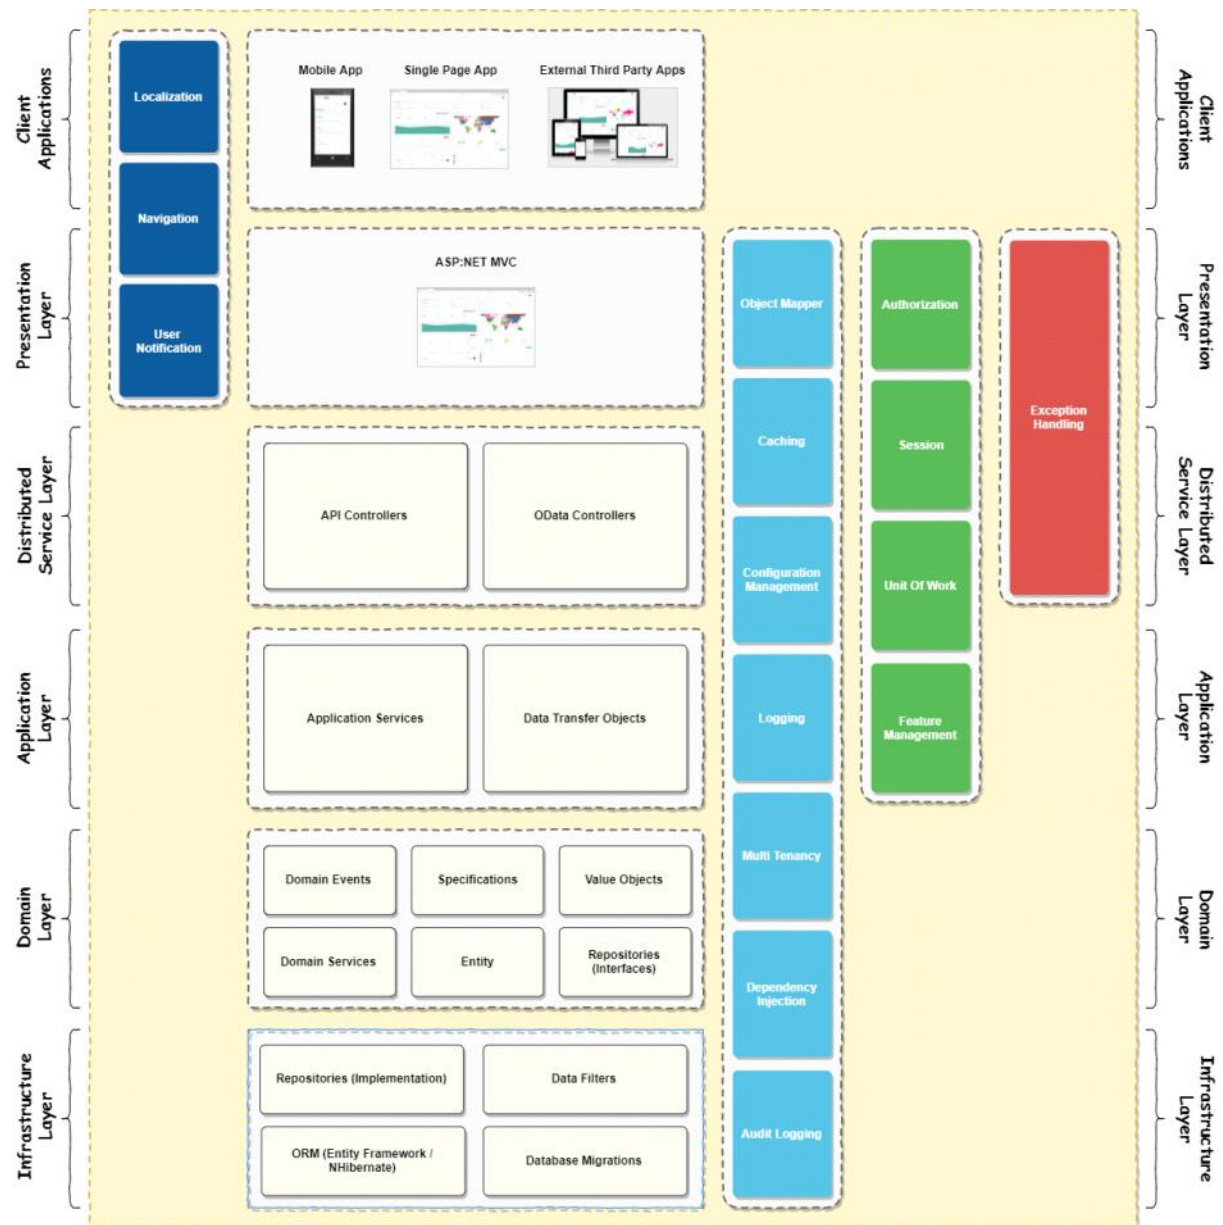 Client
Applications
Localization
Navigation
User
Notification
Mobile App
Single Page App
External Third Party Apps
Client
Applications
Presentation
Layer
ASP:NET MVC
Object Mapper
Caching
Configuration
Management
Logging
Multi Tenancy
Dependency
Injection
Audit Logging
Authorization
Session
Unit Of Work
Feature
Management
Exception
Handling
Presentation
Layer
Distributed
Service Layer
API Controllers
OData Controllers
Distributed
Service Layer
Application
Layer
Application Services
Data Transfer Objects
Application
Layer
Domain
Layer
Domain Events
Specifications
Value Objects
Domain Services
Entity
Repositories
(Interfaces)
Domain
Layer
Infrastructure
Layer
Repositories (Implementation)
Data Filters
ORM (Entity Framework /
NHibernate)
Database Migrations
Infrastructure
Layer